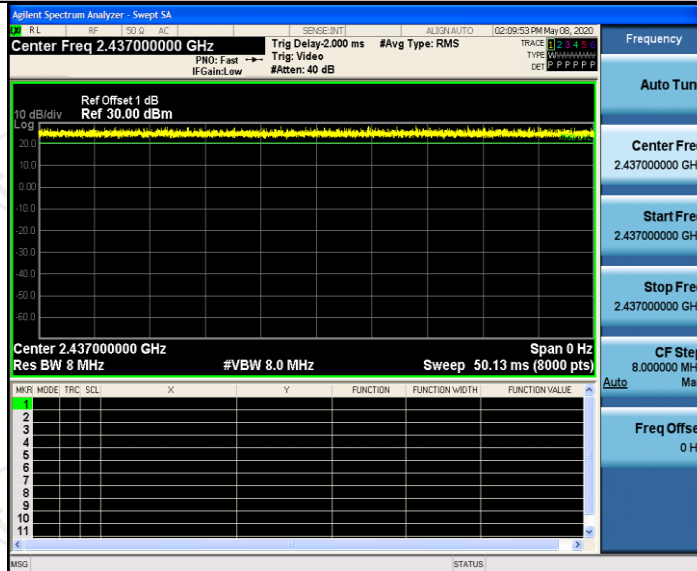 Agilent Spectrum Analyzer - Swept SA
RL RF 50 Ω AC SENSE:INT ALIGN AUTO 02:09:53 PM May 08, 2020
Center Freq 2.437000000 GHz
PNO: Fast
IFGain:Low
Trig Delay-2.000 ms
Trig: Video
#Atten: 40 dB
#Avg Type: RMS
TRACE 1 2 3 4 5 6
TYPE
DET P P P P P P
Ref Offset 1 dB
10 dB/div Ref 30.00 dBm
Log
20.0
10.0
0.00
-10.0
-20.0
-30.0
-40.0
-50.0
-60.0
Center 2.437000000 GHz Span 0 Hz
Res BW 8 MHz #VBW 8.0 MHz Sweep 50.13 ms (8000 pts)
MKR MODE TRC SCL X Y FUNCTION FUNCTION WIDTH FUNCTION VALUE
1
2
3
4
5
6
7
8
9
10
11
MSG STATUS
Frequency
Auto Tun
Center Fre
2.437000000 GH
Start Fre
2.437000000 GH
Stop Fre
2.437000000 GH
CF Ste
8.000000 MH
Auto Ma
Freq Offse
0 H